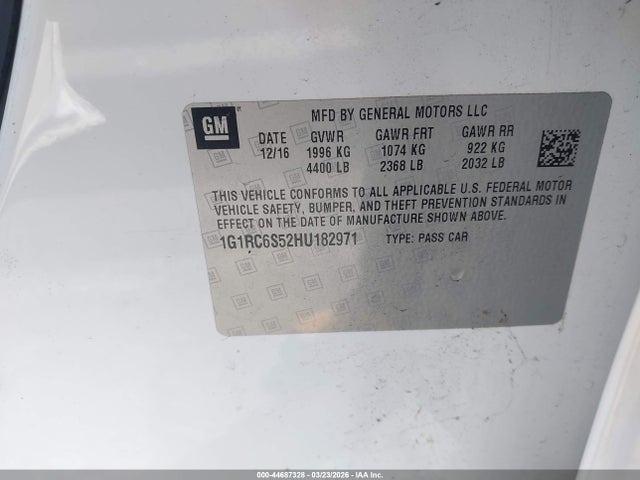 GM
MFD BY GENERAL MOTORS LLC
DATE GVWR GAWR FRT GAWR RR
12/16 1996 KG 1074 KG 922 KG
4400 LB 2368 LB 2032 LB
THIS VEHICLE CONFORMS TO ALL APPLICABLE U.S. FEDERAL MOTOR
VEHICLE SAFETY, BUMPER, AND THEFT PREVENTION STANDARDS IN
EFFECT ON THE DATE OF MANUFACTURE SHOWN ABOVE.
1G1RC6S52HU182971 TYPE: PASS CAR
000-44687328 - 03/23/2026 - IAAI.COM